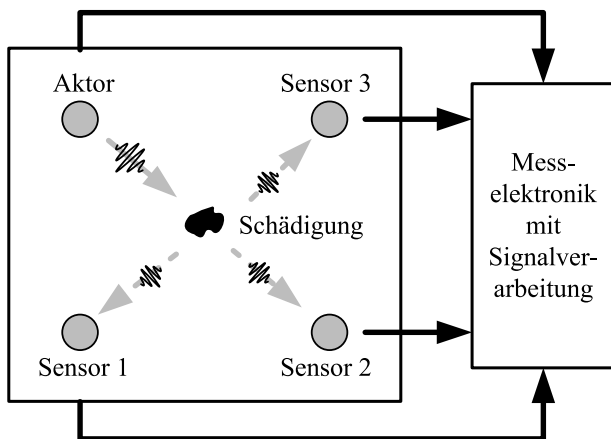 Aktor
Sensor 3
Schädigung
Sensor 1
Sensor 2
Mess-
elektronik
mit
Signalver-
arbeitung